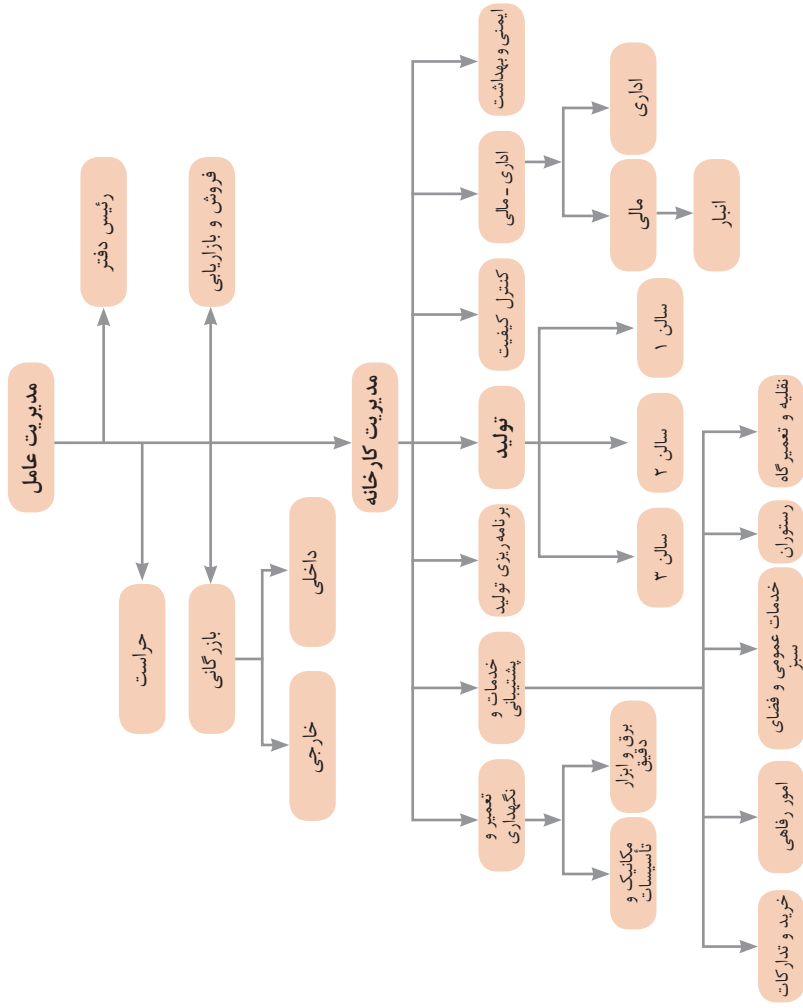 مدیریت عامل
رئیس دفتر
حراست
فروش و بازاریابی
بازرگانی
داخلی
خارجی
مدیریت کارخانه
ایمنی و بهداشت
اداری - مالی
کنترل کیفیت
تولید
برنامه ریزی تولید
خدمات و
پشتیبانی
تعمیر و
نگهداری
اداری
مالی
انبار
سالن ۱
سالن ۲
سالن ۳
برق و ابزار
دقیق
مکانیک و
تأسیسات
نقلیه و تعمیرگاه
رستوران
خدمات عمومی و فضای
سبز
امور رفاهی
خرید و تدارکات